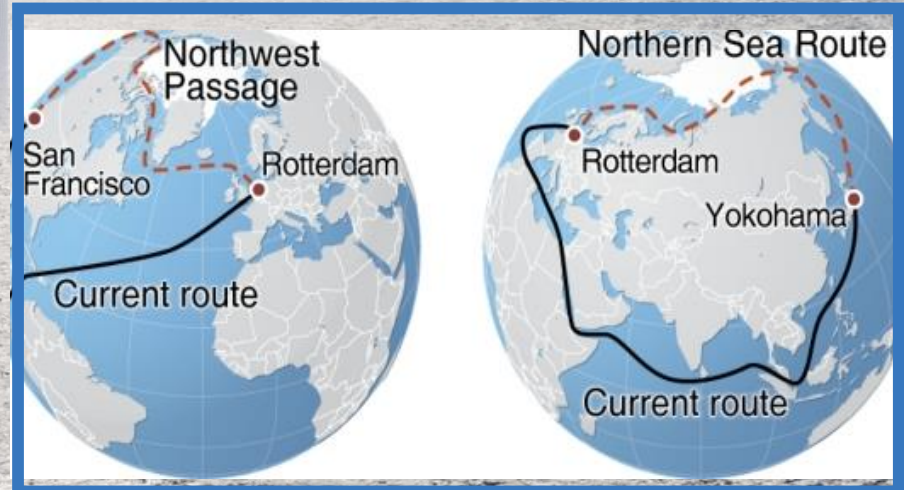 Northwest
Passage
San
Francisco
Rotterdam
Current route
Northern Sea Route
Rotterdam
Yokohama
Current route